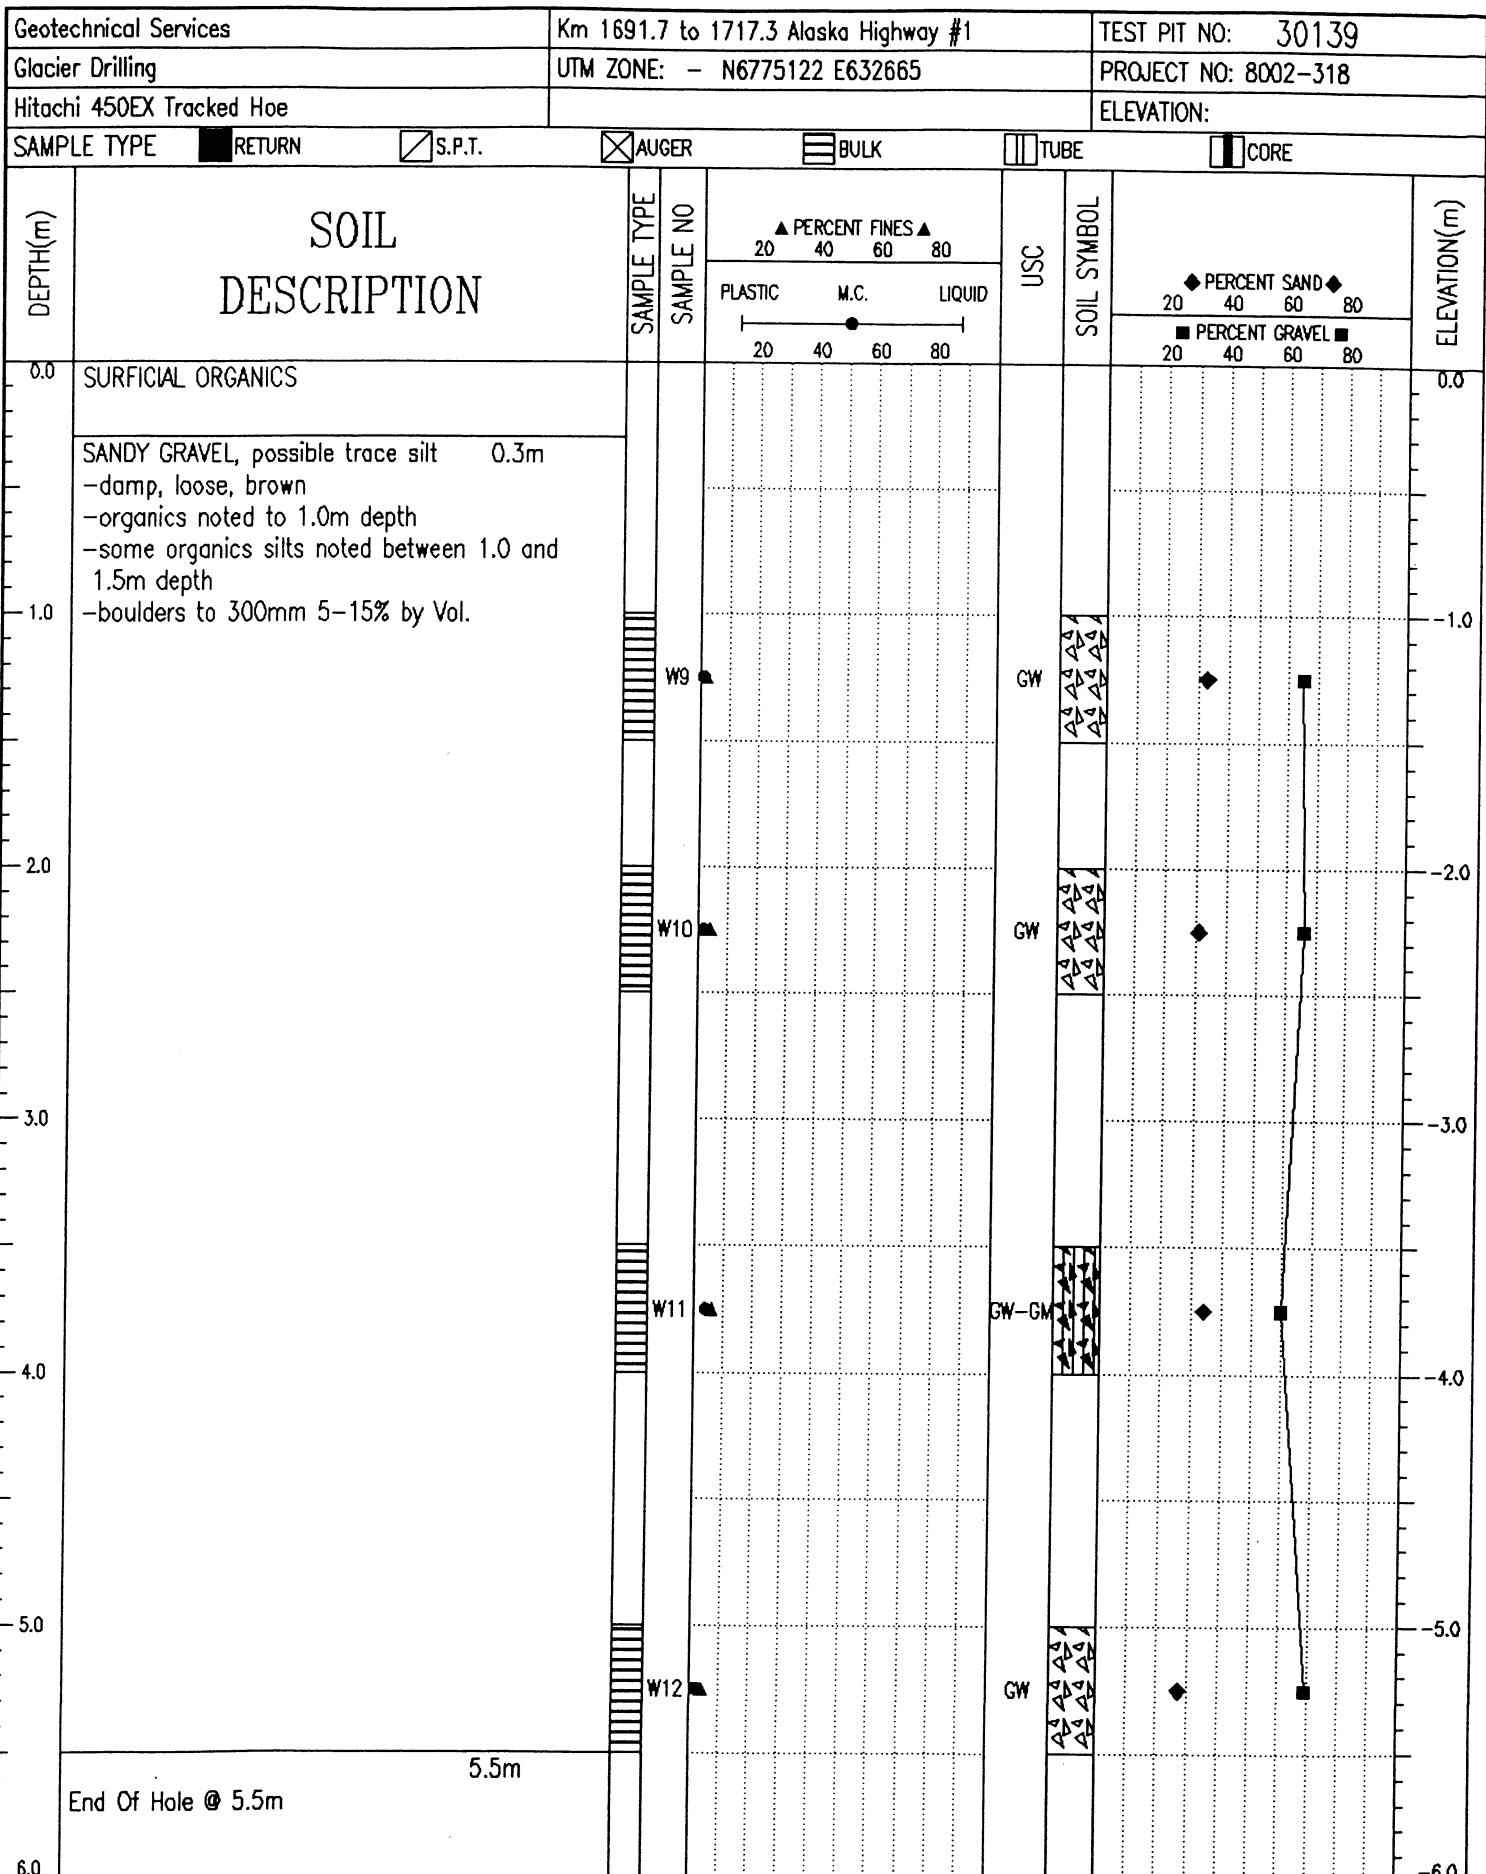 Geotechnical Services
Km 1691.7 to 1717.3 Alaska Highway #1
TEST PIT NO: 30139
Glacier Drilling
UTM ZONE: - N6775122 E632665
PROJECT NO: 8002-318
Hitachi 450EX Tracked Hoe
ELEVATION:
SAMPLE TYPE RETURN S.P.T. AUGER BULK TUBE CORE
DEPTH(m)
SOIL
DESCRIPTION
SAMPLE TYPE
SAMPLE NO
▲ PERCENT FINES ▲
20 40 60 80
PLASTIC M.C. LIQUID
20 40 60 80
USC
SOIL SYMBOL
◆ PERCENT SAND ◆
20 40 60 80
■ PERCENT GRAVEL ■
20 40 60 80
ELEVATION(m)
0.0
SURFICIAL ORGANICS
0.0
SANDY GRAVEL, possible trace silt 0.3m
-damp, loose, brown
-organics noted to 1.0m depth
-some organics silts noted between 1.0 and
1.5m depth
-boulders to 300mm 5-15% by Vol.
1.0
-1.0
W9
GW
2.0
-2.0
W10
GW
3.0
-3.0
W11
GW-GM
4.0
-4.0
5.0
-5.0
W12
GW
5.5m
End Of Hole @ 5.5m
6.0
-6.0